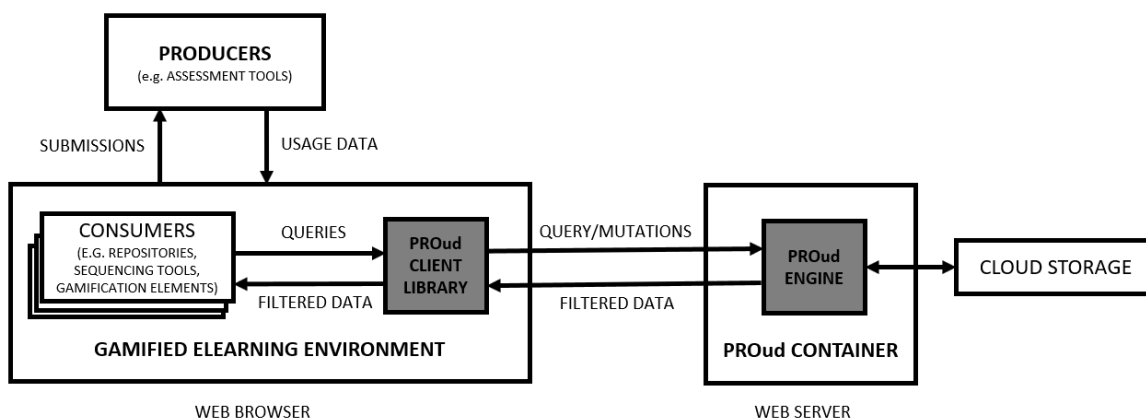 PRODUCERS
(e.g. ASSESSMENT TOOLS)
SUBMISSIONS
USAGE DATA
CONSUMERS
(E.G. REPOSITORIES,
SEQUENCING TOOLS,
GAMIFICATION ELEMENTS)
QUERIES
FILTERED DATA
PROud
CLIENT
LIBRARY
GAMIFIED ELEARNING ENVIRONMENT
QUERY/MUTATIONS
FILTERED DATA
PROud
ENGINE
PROud CONTAINER
CLOUD STORAGE
WEB BROWSER
WEB SERVER